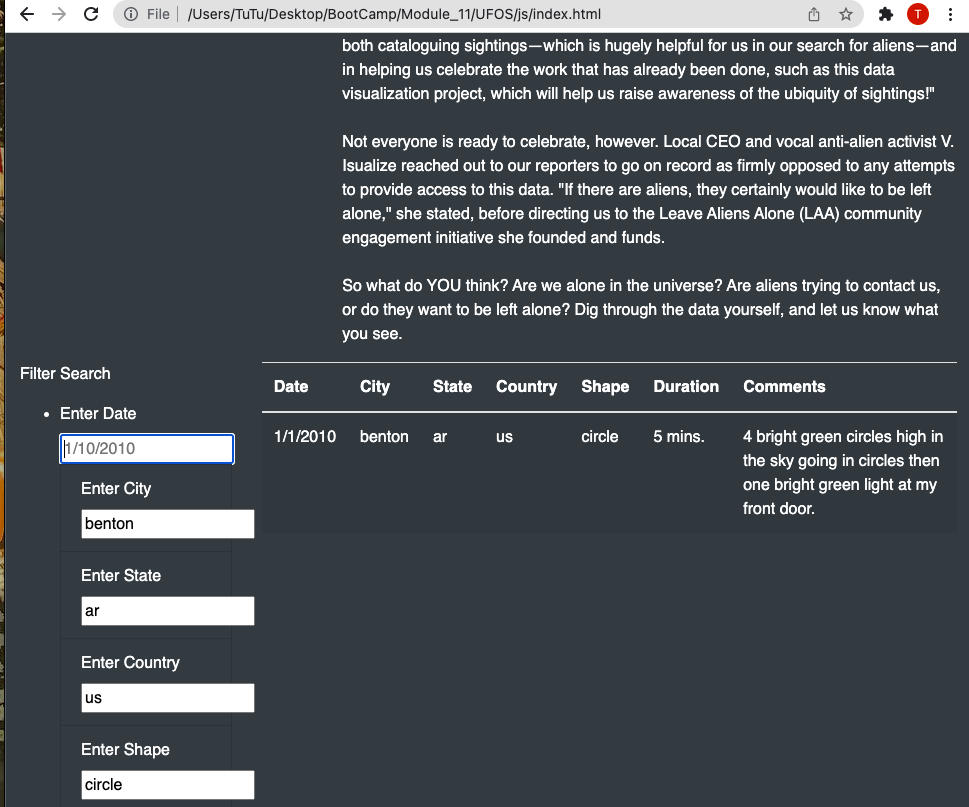 File
/Users/TuTu/Desktop/BootCamp/Module_11/UFOS/js/index.html
T
both cataloguing sightings—which is hugely helpful for us in our search for aliens—and
in helping us celebrate the work that has already been done, such as this data
visualization project, which will help us raise awareness of the ubiquity of sightings!"
Not everyone is ready to celebrate, however. Local CEO and vocal anti-alien activist V.
Isualize reached out to our reporters to go on record as firmly opposed to any attempts
to provide access to this data. "If there are aliens, they certainly would like to be left
alone," she stated, before directing us to the Leave Aliens Alone (LAA) community
engagement initiative she founded and funds.
So what do YOU think? Are we alone in the universe? Are aliens trying to contact us,
or do they want to be left alone? Dig through the data yourself, and let us know what
you see.
Filter Search
• Enter Date
1/10/2010
Enter City
benton
Enter State
ar
Enter Country
us
Enter Shape
circle
Date City State Country Shape Duration Comments
1/1/2010 benton ar us circle 5 mins. 4 bright green circles high in
the sky going in circles then
one bright green light at my
front door.